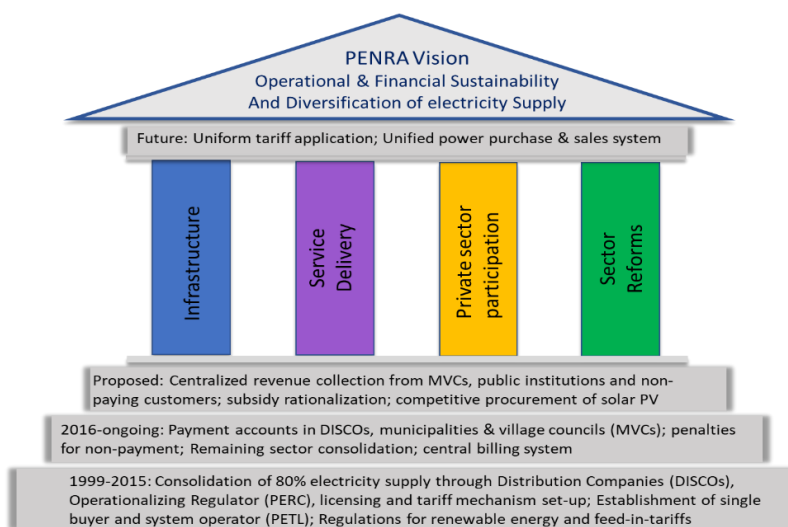 PENRA Vision
Operational & Financial Sustainability
And Diversification of electricity Supply
Future: Uniform tariff application; Unified power purchase & sales system
Infrastructure
Service
Delivery
Private sector
participation
Sector
Reforms
Proposed: Centralized revenue collection from MVCs, public institutions and non-
paying customers; subsidy rationalization; competitive procurement of solar PV
2016-ongoing: Payment accounts in DISCOs, municipalities & village councils (MVCs); penalties
for non-payment; Remaining sector consolidation; central billing system
1999-2015: Consolidation of 80% electricity supply through Distribution Companies (DISCOs),
Operationalizing Regulator (PERC), licensing and tariff mechanism set-up; Establishment of single
buyer and system operator (PETL); Regulations for renewable energy and feed-in-tariffs